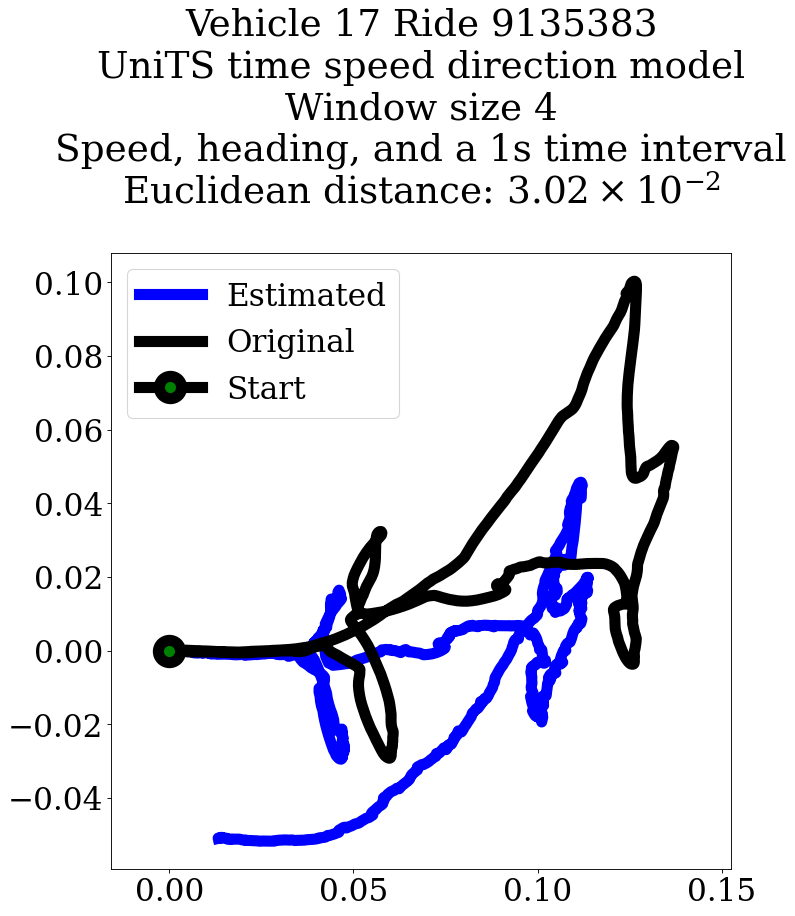 Vehicle 17 Ride 9135383
UniTS time speed direction model
Window size 4
Speed, heading, and a 1s time interval
Euclidean distance: 3.02 × 10⁻²
Estimated
Original
Start
0.10
0.08
0.06
0.04
0.02
0.00
−0.02
−0.04
0.00 0.05 0.10 0.15